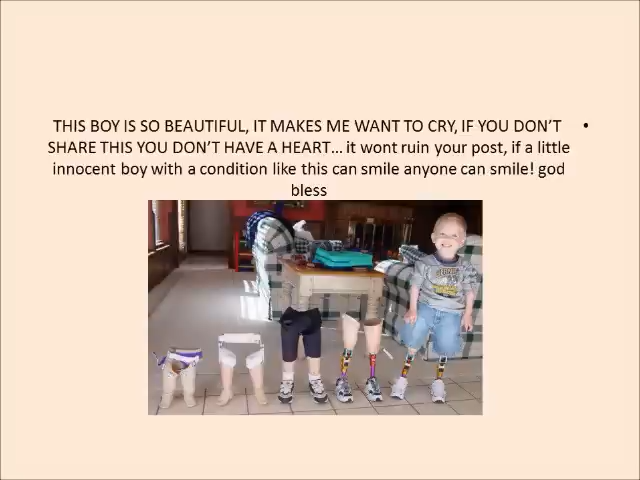 THIS BOY IS SO BEAUTIFUL, IT MAKES ME WANT TO CRY, IF YOU DON’T •
SHARE THIS YOU DON’T HAVE A HEART... it wont ruin your post, if a little
innocent boy with a condition like this can smile anyone can smile! god
bless